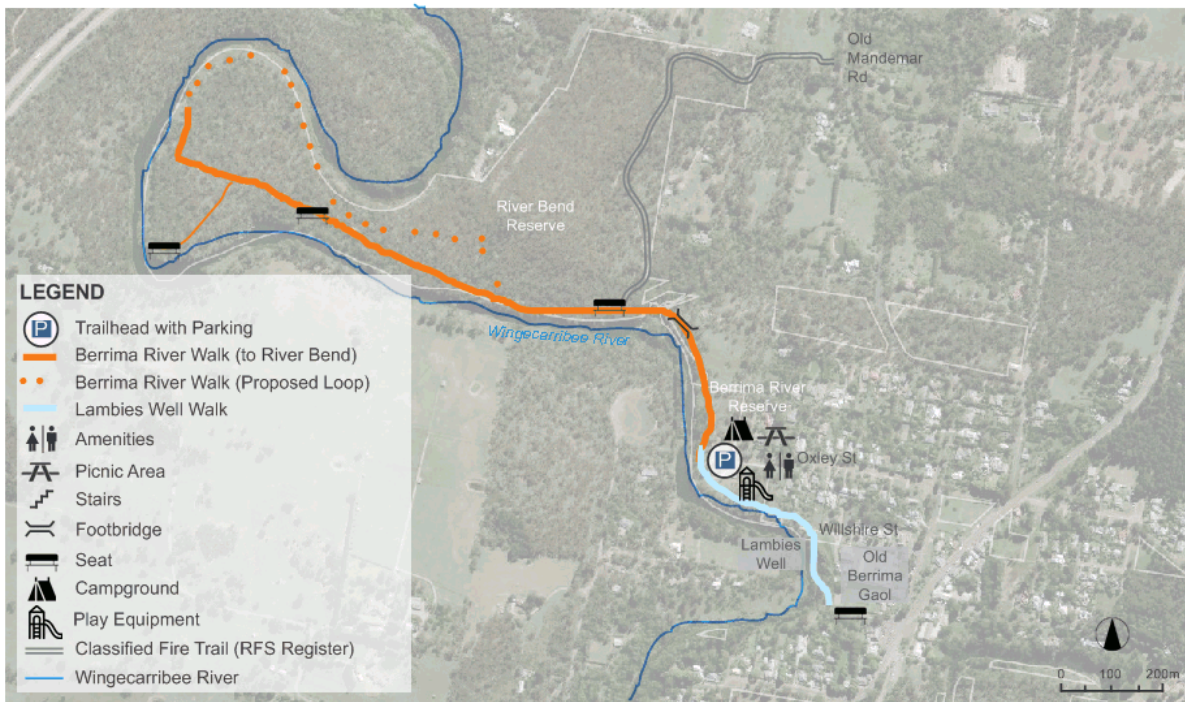 Old
Mandemar
Rd
River Bend
Reserve
Wingecarribee River
Berrima River
Reserve
P
Oxley St
Willshire St
Lambies
Well
Old
Berrima
Gaol
LEGEND
P
Trailhead with Parking
Berrima River Walk (to River Bend)
Berrima River Walk (Proposed Loop)
Lambies Well Walk
Amenities
Picnic Area
Stairs
Footbridge
Seat
Campground
Play Equipment
Classified Fire Trail (RFS Register)
Wingecarribee River
0 100 200m